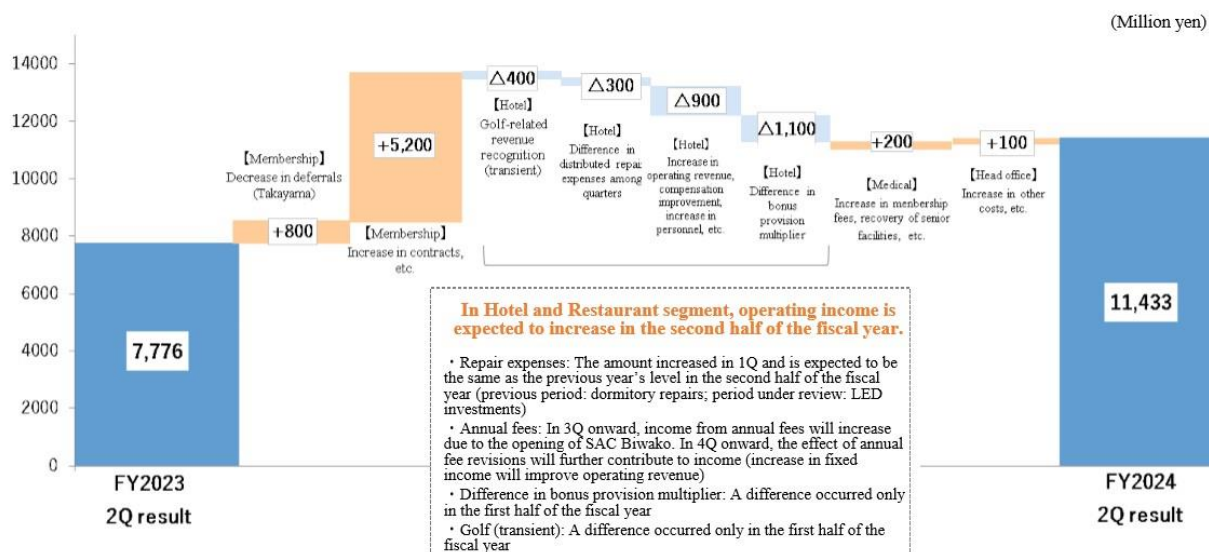 (Million yen)
14000
12000
10000
8000
6000
4000
2000
0
7,776
FY2023
2Q result
【Membership】
Decrease in deferrals
(Takayama)
+800
+5,200
【Membership】
Increase in contracts,
etc.
△400
【Hotel】
Golf-related
revenue
recognition
(transient)
△300
【Hotel】
Difference in
distributed repair
expenses among
quarters
△900
【Hotel】
Increase in
operating revenue,
compensation
improvement,
increase in
personnel, etc.
△1,100
【Hotel】
Difference in
bonus
provision
multiplier
+200
【Medical】
Increase in menbership
fees, recovery of senior
facilities, etc.
+100
【Head office】
Increase in other
costs, etc.
11,433
FY2024
2Q result
In Hotel and Restaurant segment, operating income is
expected to increase in the second half of the fiscal year.
・Repair expenses: The amount increased in 1Q and is expected to be
the same as the previous year's level in the second half of the fiscal
year (previous period: dormitory repairs; period under review: LED
investments)
・Annual fees: In 3Q onward, income from annual fees will increase
due to the opening of SAC Biwako. In 4Q onward, the effect of annual
fee revisions will further contribute to income (increase in fixed
income will improve operating revenue)
・Difference in bonus provision multiplier: A difference occurred only
in the first half of the fiscal year
・Golf (transient): A difference occurred only in the first half of the
fiscal year